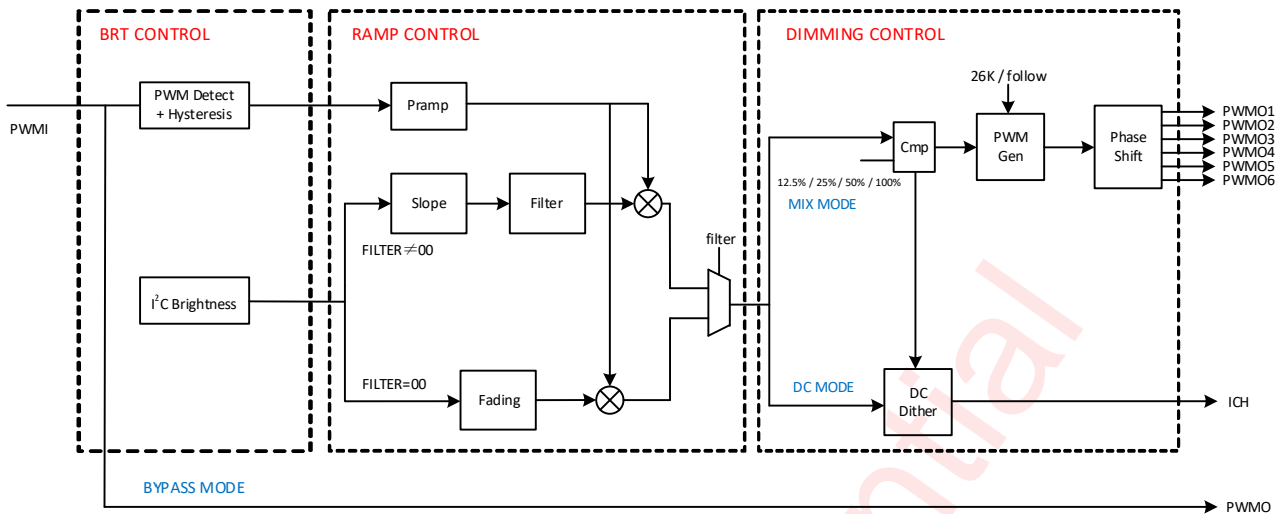 BRT CONTROL
RAMP CONTROL
DIMMING CONTROL
PWMI
PWM Detect
+ Hysteresis
Pramp
26K / follow
Cmp
PWM
Gen
Phase
Shift
PWMO1
PWMO2
PWMO3
PWMO4
PWMO5
PWMO6
12.5% / 25% / 50% / 100%
MIX MODE
Slope
Filter
FILTER≠00
filter
I²C Brightness
FILTER=00
Fading
DC MODE
DC
Dither
ICH
BYPASS MODE
PWMO
ential